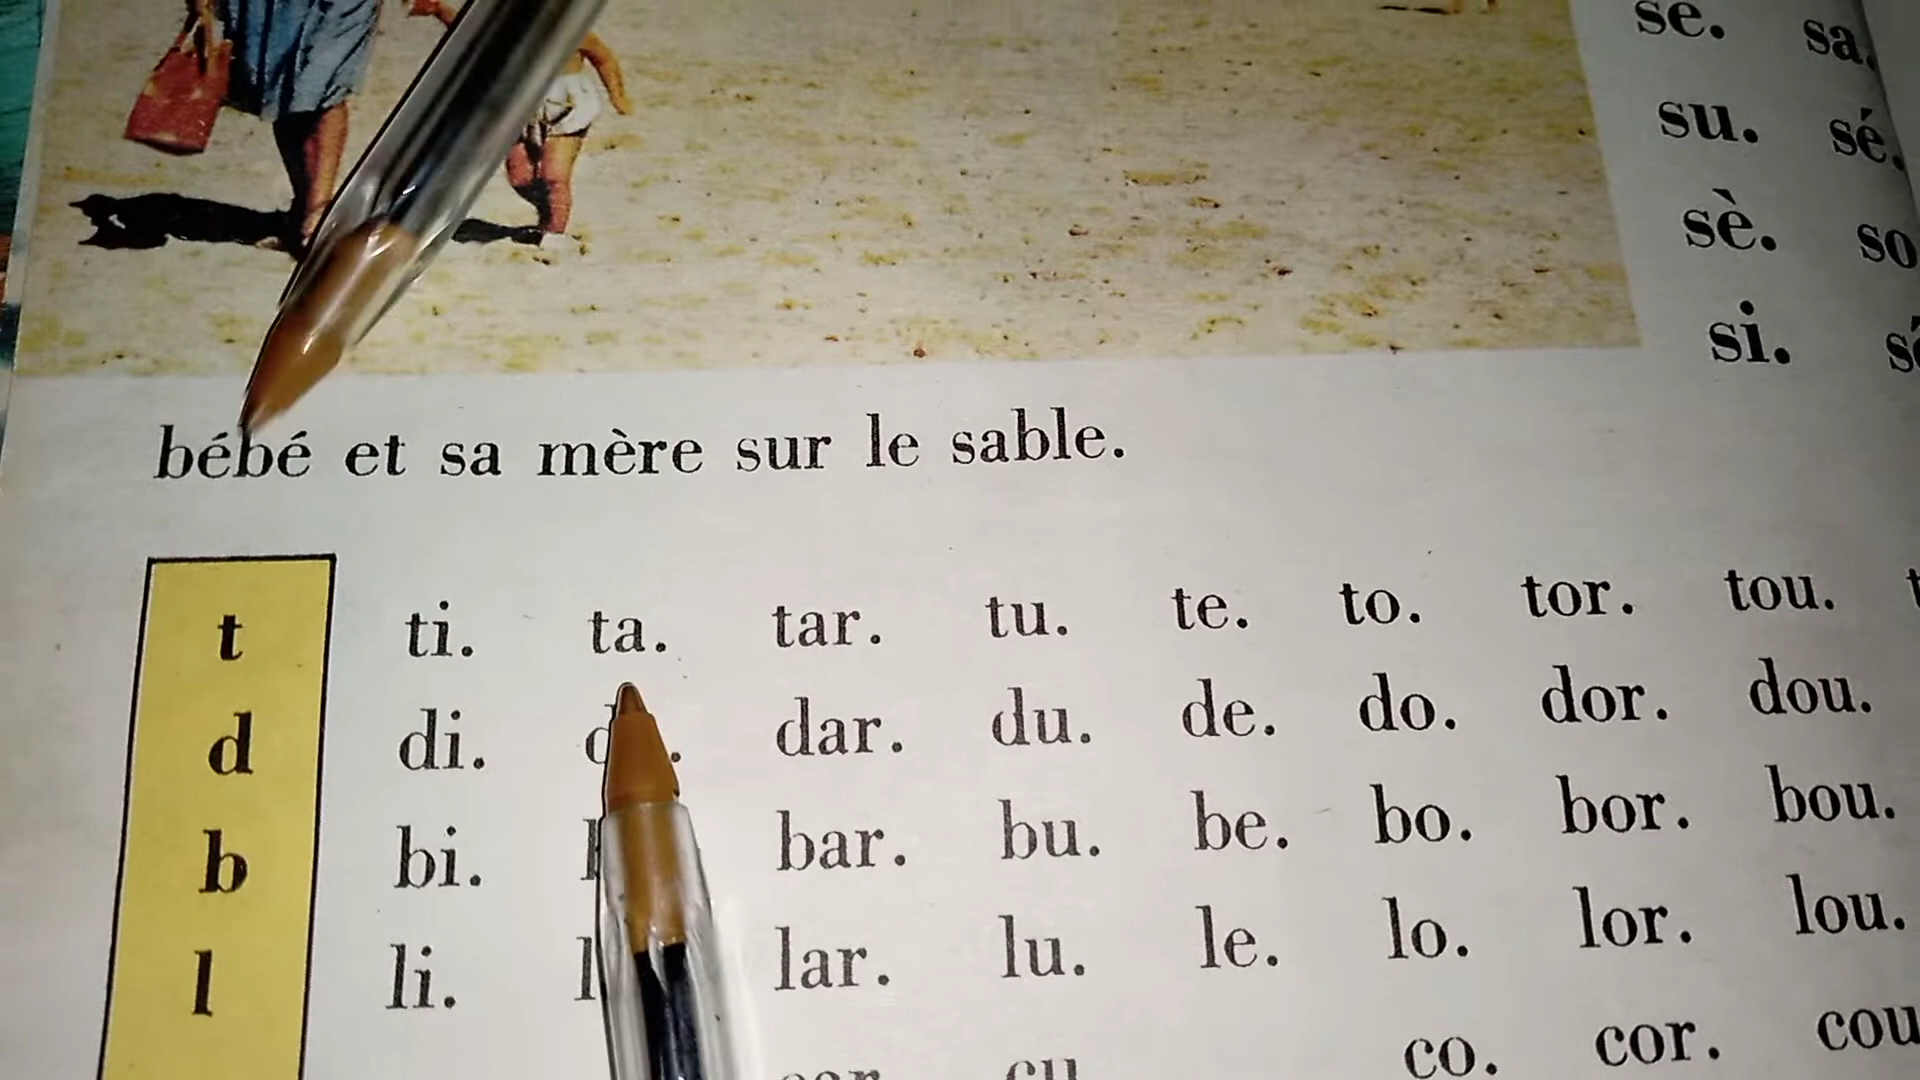 se. sa.
su. sé.
sè. so
si.
bébé et sa mère sur le sable.
t ti. ta. tar. tu. te. to. tor. tou.
d di. dar. du. de. do. dor. dou.
b bi. bar. bu. be. bo. bor. bou.
l li. lar. lu. le. lo. lor. lou.
co. cor. cou